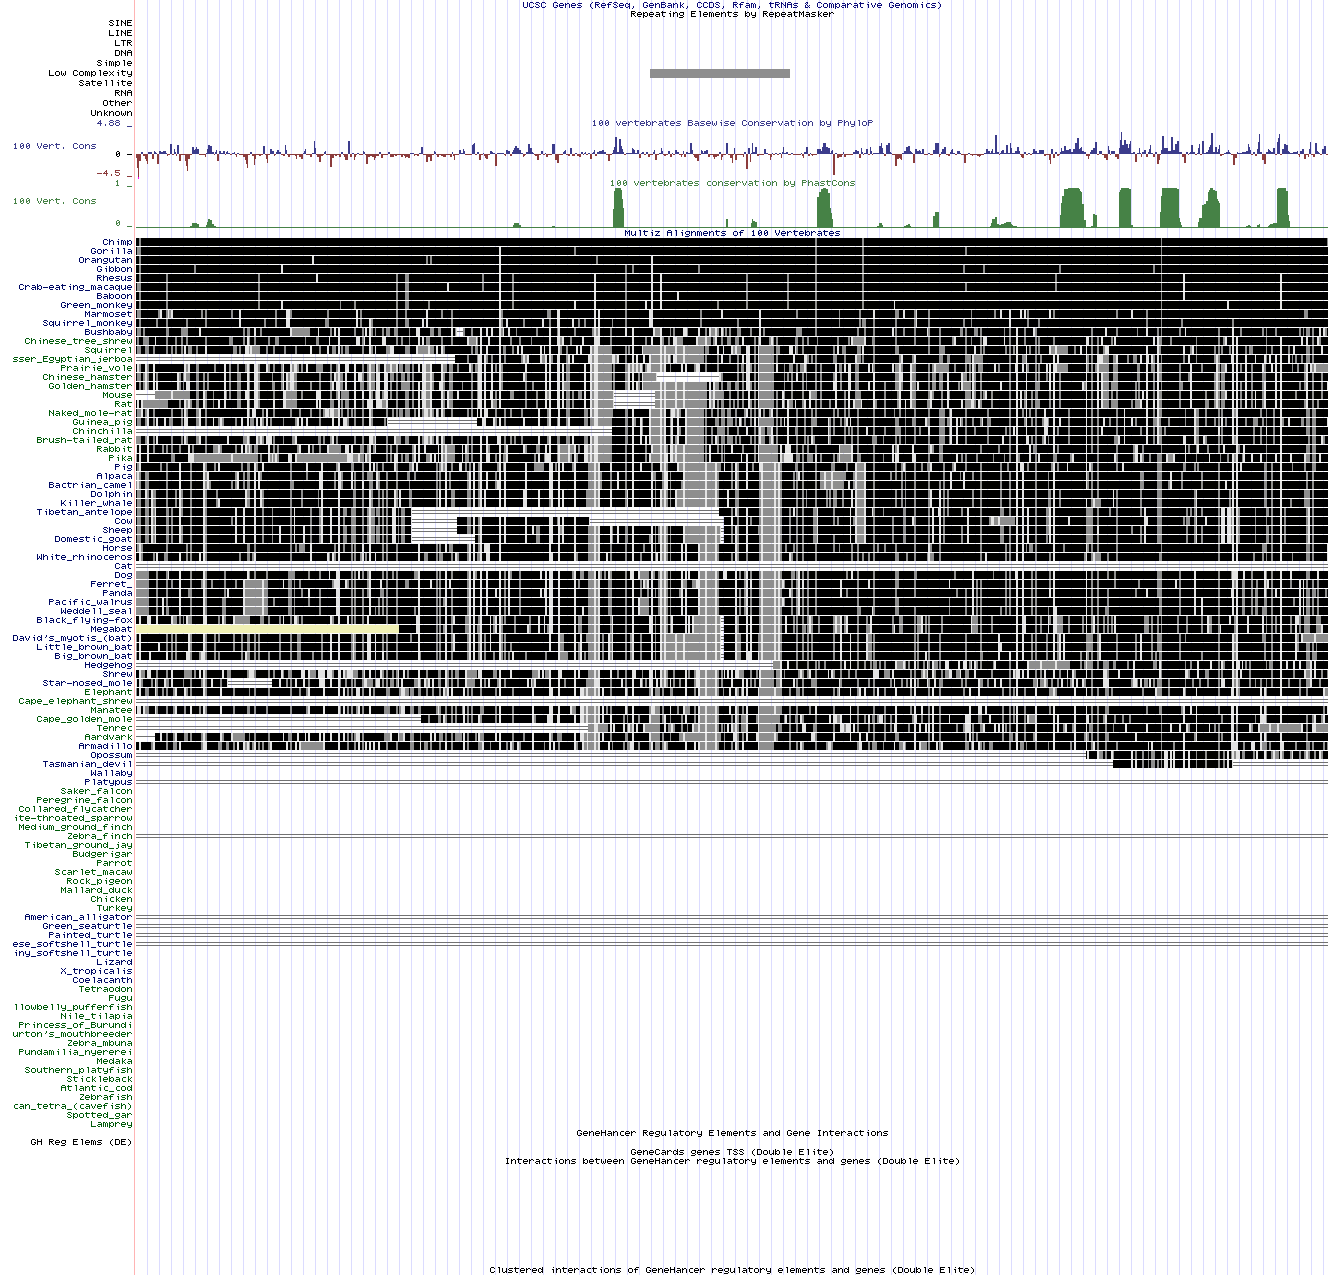 UCSC Genes (RefSeq, GenBank, CCDS, Rfam, tRNAs & Comparative Genomics)
Repeating Elements by RepeatMasker
SINE
LINE
LTR
DNA
Simple
Low Complexity
Satellite
RNA
Other
Unknown
4.88 _
100 vertebrates Basewise Conservation by PhyloP
100 Vert. Cons
0 _
-4.5 _
100 vertebrates conservation by PhastCons
1 _
100 Vert. Cons
0 _
Multiz Alignments of 100 Vertebrates
Chimp
Gorilla
Orangutan
Gibbon
Rhesus
Crab-eating_macaque
Baboon
Green_monkey
Marmoset
Squirrel_monkey
Bushbaby
Chinese_tree_shrew
Squirrel
sser_Egyptian_jerboa
Prairie_vole
Chinese_hamster
Golden_hamster
Mouse
Rat
Naked_mole-rat
Guinea_pig
Chinchilla
Brush-tailed_rat
Rabbit
Pika
Pig
Alpaca
Bactrian_camel
Dolphin
Killer_whale
Tibetan_antelope
Cow
Sheep
Domestic_goat
Horse
White_rhinoceros
Cat
Dog
Ferret_
Panda
Pacific_walrus
Weddell_seal
Black_flying-fox
Megabat
David's_myotis_(bat)
Little_brown_bat
Big_brown_bat
Hedgehog
Shrew
Star-nosed_mole
Elephant
Cape_elephant_shrew
Manatee
Cape_golden_mole
Tenrec
Aardvark
Armadillo
Opossum
Tasmanian_devil
Wallaby
Platypus
Saker_falcon
Peregrine_falcon
Collared_flycatcher
ite-throated_sparrow
Medium_ground_finch
Zebra_finch
Tibetan_ground_jay
Budgerigar
Parrot
Scarlet_macaw
Rock_pigeon
Mallard_duck
Chicken
Turkey
American_alligator
Green_seaturtle
Painted_turtle
ese_softshell_turtle
iny_softshell_turtle
Lizard
X_tropicalis
Coelacanth
Tetraodon
Fugu
llowbelly_pufferfish
Nile_tilapia
Princess_of_Burundi
urton's_mouthbreeder
Zebra_mbuna
Pundamilia_nyererei
Medaka
Southern_platyfish
Stickleback
Atlantic_cod
Zebrafish
can_tetra_(cavefish)
Spotted_gar
Lamprey
GeneHancer Regulatory Elements and Gene Interactions
GH Reg Elems (DE)
GeneCards genes TSS (Double Elite)
Interactions between GeneHancer regulatory elements and genes (Double Elite)
Clustered interactions of GeneHancer regulatory elements and genes (Double Elite)